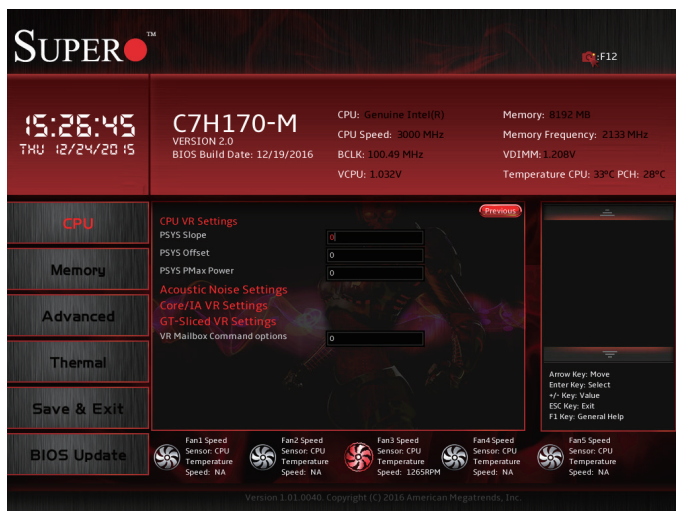 SUPER TM
:F12
15:26:45
THU 12/24/2015
C7H170-M
VERSION 2.0
BIOS Build Date: 12/19/2016
CPU: Genuine Intel(R)
CPU Speed: 3000 MHz
BCLK: 100.49 MHz
VCPU: 1.032V
Memory: 8192 MB
Memory Frequency: 2133 MHz
VDIMM: 1.208V
Temperature CPU: 33°C PCH: 28°C
CPU
Memory
Advanced
Thermal
Save & Exit
BIOS Update
Previous
CPU VR Settings
PSYS Slope 0
PSYS Offset 0
PSYS PMax Power 0
Acoustic Noise Settings
Core/IA VR Settings
GT-Sliced VR Settings
VR Mailbox Command options 0
Arrow Key: Move
Enter Key: Select
+/- Key: Value
ESC Key: Exit
F1 Key: General Help
Fan1 Speed
Sensor: CPU
Temperature
Speed: NA
Fan2 Speed
Sensor: CPU
Temperature
Speed: NA
Fan3 Speed
Sensor: CPU
Temperature
Speed: 1265RPM
Fan4 Speed
Sensor: CPU
Temperature
Speed: NA
Fan5 Speed
Sensor: CPU
Temperature
Speed: NA
Version 1.01.0040. Copyright (C) 2016 American Megatrends, Inc.